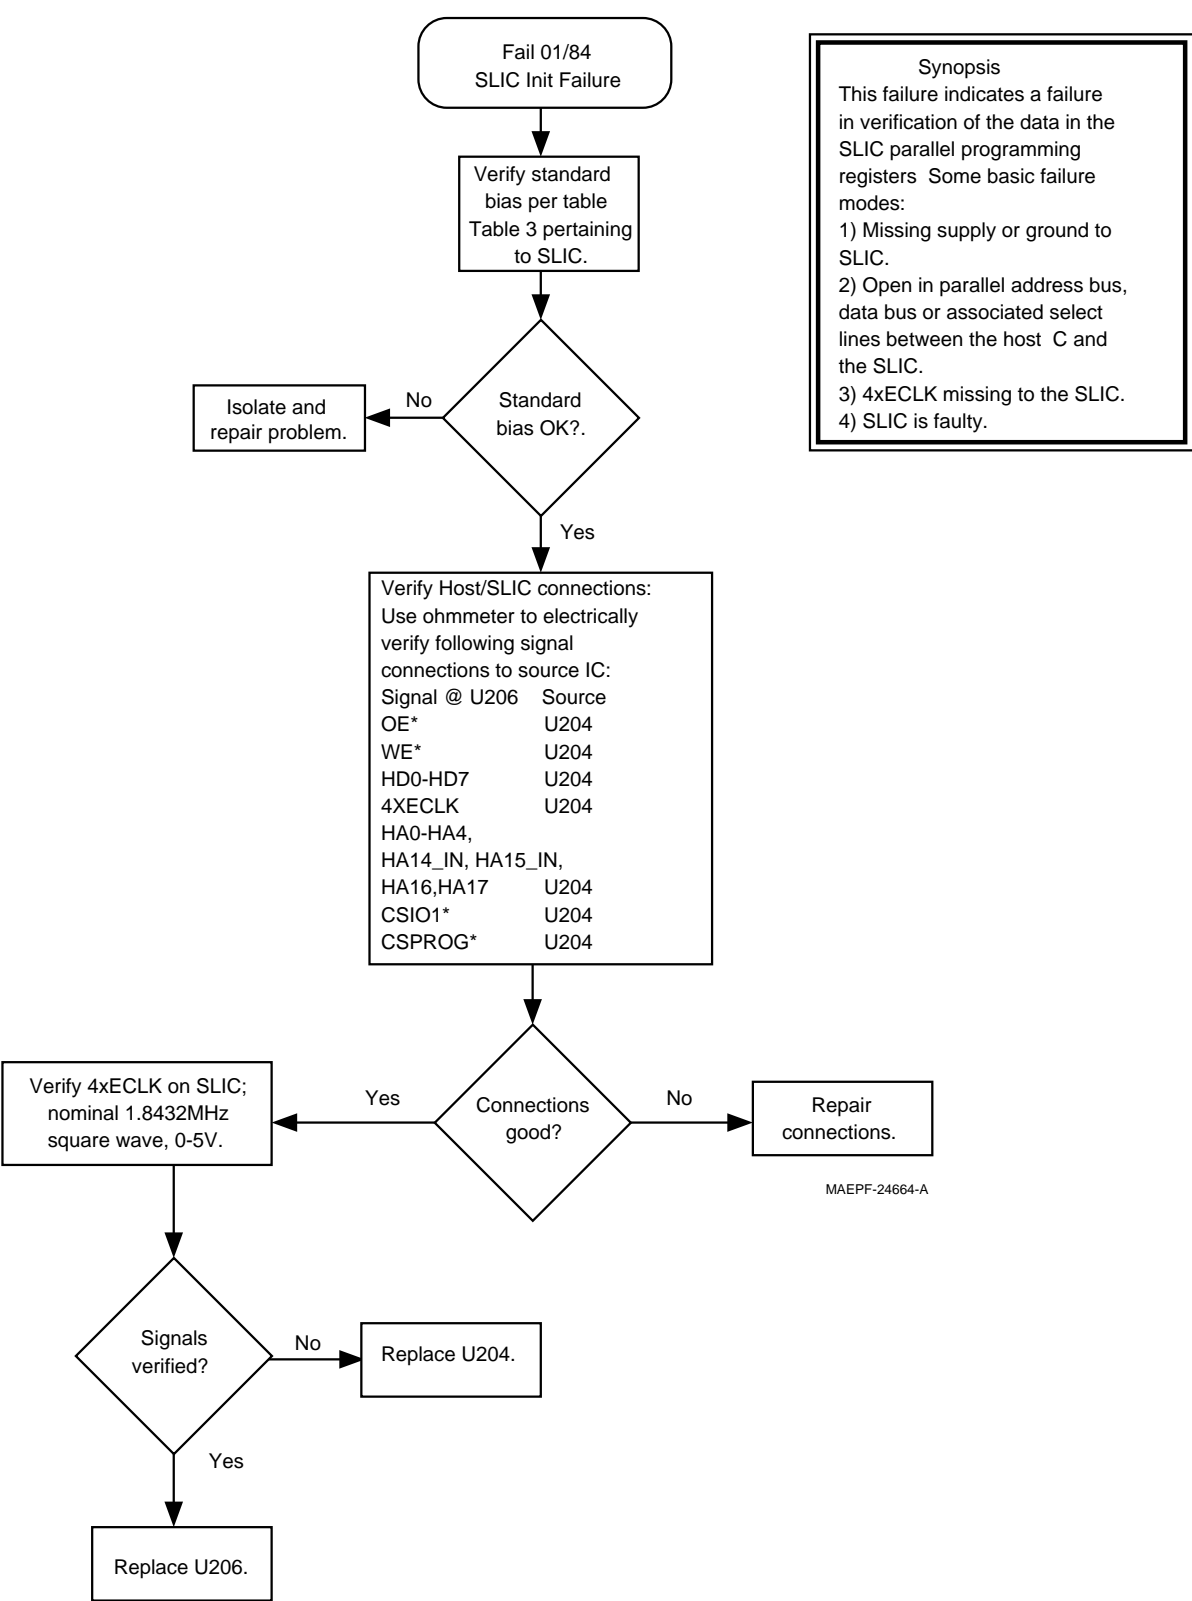 Fail 01/84
SLIC Init Failure
Synopsis
This failure indicates a failure
in verification of the data in the
SLIC parallel programming
registers Some basic failure
modes:
1) Missing supply or ground to
SLIC.
2) Open in parallel address bus,
data bus or associated select
lines between the host C and
the SLIC.
3) 4xECLK missing to the SLIC.
4) SLIC is faulty.
Verify standard
bias per table
Table 3 pertaining
to SLIC.
Standard
bias OK?.
No
Isolate and
repair problem.
Yes
Verify Host/SLIC connections:
Use ohmmeter to electrically
verify following signal
connections to source IC:
Signal @ U206 Source
OE* U204
WE* U204
HD0-HD7 U204
4XECLK U204
HA0-HA4,
HA14_IN, HA15_IN,
HA16,HA17 U204
CSIO1* U204
CSPROG* U204
Connections
good?
Yes
No
Verify 4xECLK on SLIC;
nominal 1.8432MHz
square wave, 0-5V.
Repair
connections.
MAEPF-24664-A
Signals
verified?
No
Replace U204.
Yes
Replace U206.